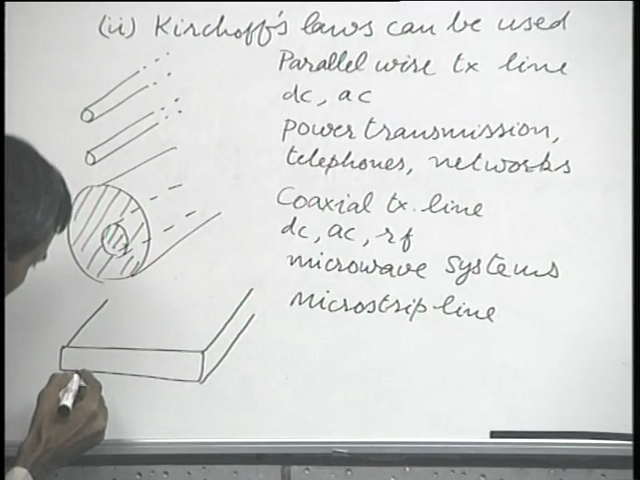 (ii) Kirchoff's laws can be used
Parallel wire tx line
dc, ac
power transmission,
telephones, networks
Coaxial tx. line
dc, ac, rf
microwave systems
microstrip line